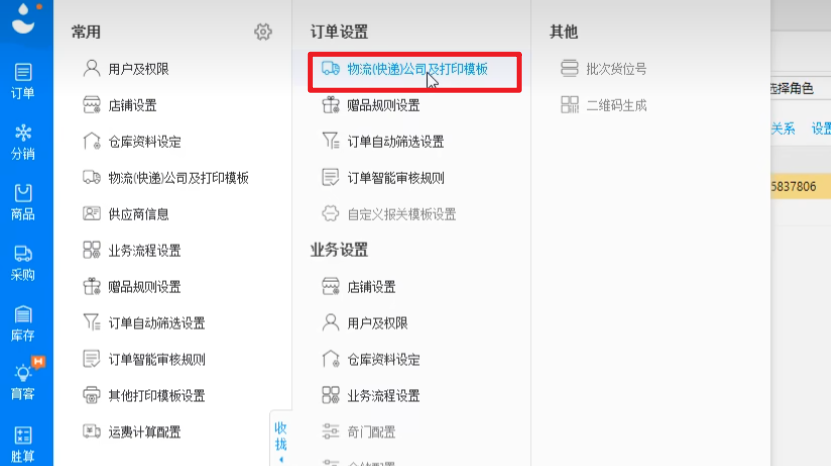 订单
分销
商品
采购
库存
育客
胜算
常用
用户及权限
店铺设置
仓库资料设定
物流(快递)公司及打印模板
供应商信息
业务流程设置
赠品规则设置
订单自动筛选设置
订单智能审核规则
其他打印模板设置
运费计算配置
收拢
订单设置
物流(快递)公司及打印模板
赠品规则设置
订单自动筛选设置
订单智能审核规则
自定义报关模板设置
业务设置
店铺设置
用户及权限
仓库资料设定
业务流程设置
奇门配置
其他
批次货位号
二维码生成
选择角色
关系 设置
5837806